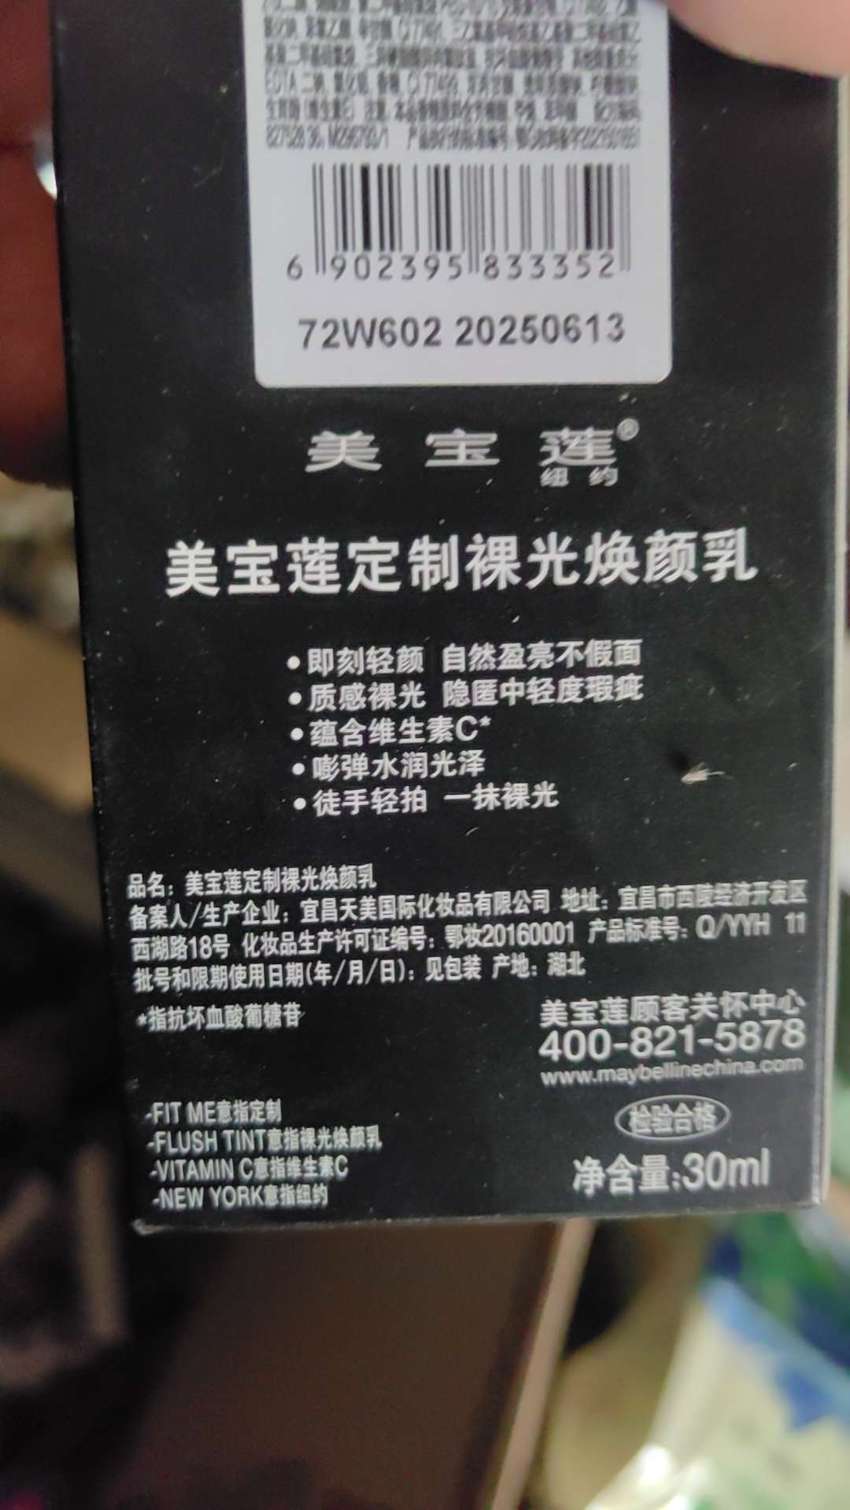 EDTA 二钠
827528 36, M296793/1
6 902395 833352
72W602 20250613
美宝莲®
纽约
美宝莲定制裸光焕颜乳
• 即刻轻颜 自然盈亮不假面
• 质感裸光 隐匿中轻度瑕疵
• 蕴含维生素C*
• 嘭弹水润光泽
• 徒手轻拍 一抹裸光
品名：美宝莲定制裸光焕颜乳
备案人/生产企业：宜昌天美国际化妆品有限公司 地址：宜昌市西陵经济开发区
西湖路18号 化妆品生产许可证编号：鄂妆20160001 产品标准号：Q/YYH 11
批号和限期使用日期(年/月/日)：见包装 产地：湖北
*指抗坏血酸葡糖苷
美宝莲顾客关怀中心
400-821-5878
www.maybellinechina.com
-FIT ME意指定制
-FLUSH TINT意指裸光焕颜乳
-VITAMIN C意指维生素C
-NEW YORK意指纽约
检验合格
净含量:30ml